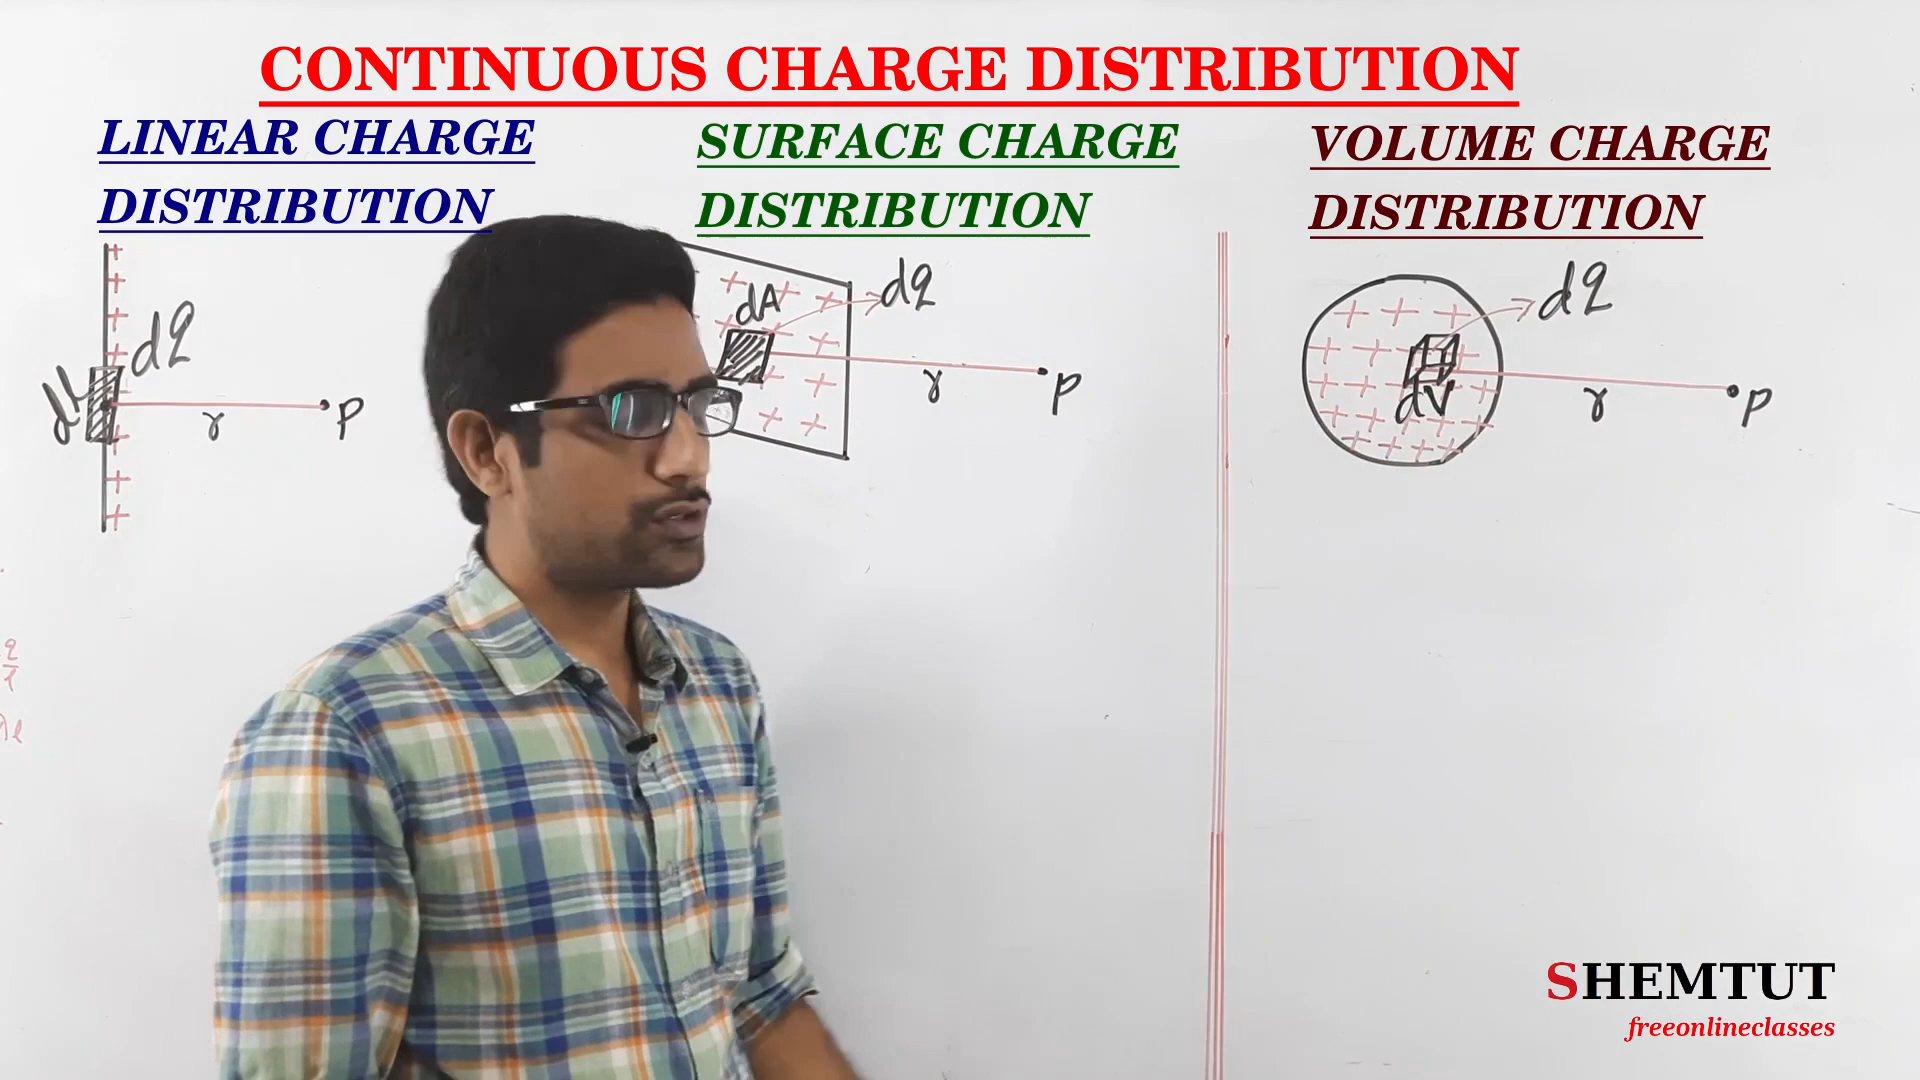 CONTINUOUS CHARGE DISTRIBUTION
LINEAR CHARGE
DISTRIBUTION
dq
dl
r
P
SURFACE CHARGE
DISTRIBUTION
dA
dq
r
P
VOLUME CHARGE
DISTRIBUTION
dq
dV
r
P
q
l
λl
SHEMTUT
freeonlineclasses